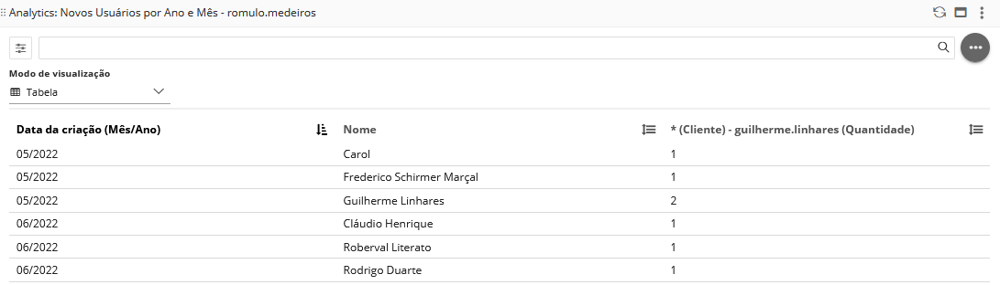 Analytics: Novos Usuários por Ano e Mês - romulo.medeiros
Modo de visualização
Tabela
Data da criação (Mês/Ano) Nome * (Cliente) - guilherme.linhares (Quantidade)
05/2022 Carol 1
05/2022 Frederico Schirmer Marçal 1
05/2022 Guilherme Linhares 2
06/2022 Cláudio Henrique 1
06/2022 Roberval Literato 1
06/2022 Rodrigo Duarte 1